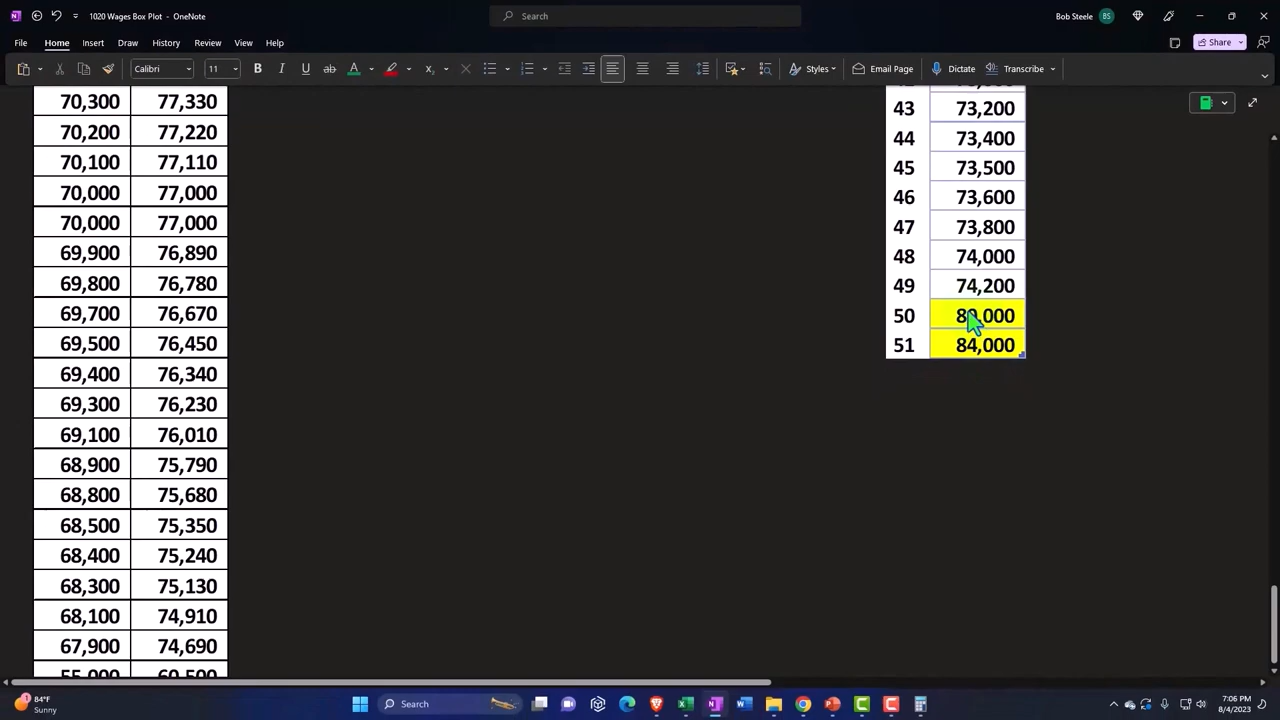 1020 Wages Box Plot - OneNote
Search
Bob Steele
BS
File Home Insert Draw History Review View Help
Share
Calibri
11
Styles
Email Page
Dictate
Transcribe
70,300 77,330
70,200 77,220
70,100 77,110
70,000 77,000
70,000 77,000
69,900 76,890
69,800 76,780
69,700 76,670
69,500 76,450
69,400 76,340
69,300 76,230
69,100 76,010
68,900 75,790
68,800 75,680
68,500 75,350
68,400 75,240
68,300 75,130
68,100 74,910
67,900 74,690
55,000 60,500
43 73,200
44 73,400
45 73,500
46 73,600
47 73,800
48 74,000
49 74,200
50
51 84,000
84°F
Sunny
Search
7:06 PM
8/4/2023